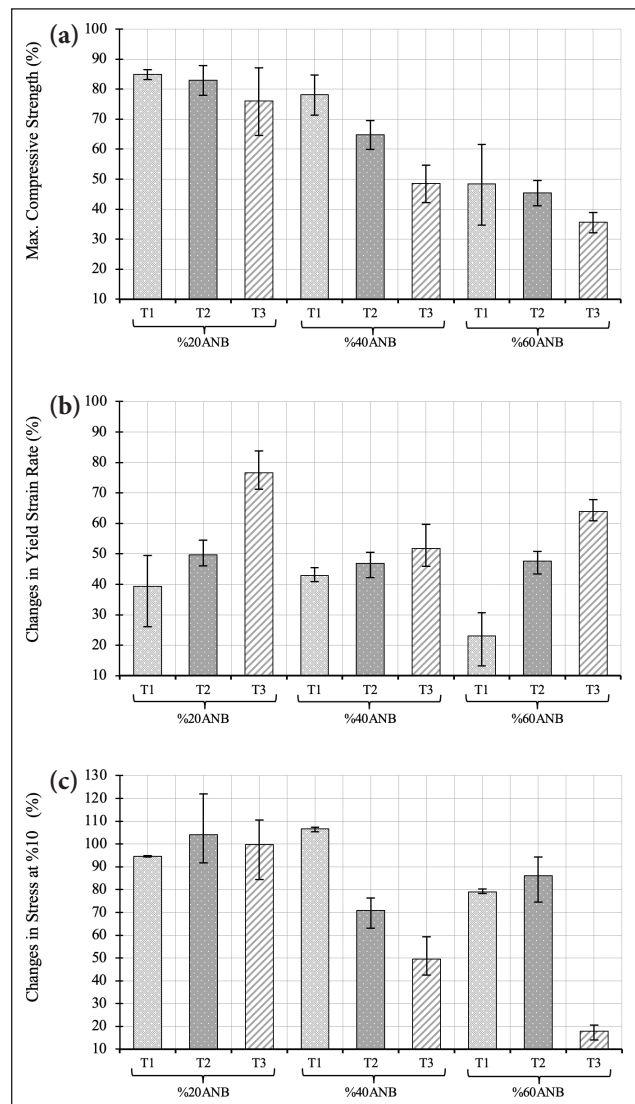 (a)
Max. Compressive Strength (%)
100
90
80
70
60
50
40
30
20
10
T1 T2 T3 T1 T2 T3 T1 T2 T3
%20ANB %40ANB %60ANB
(b)
Changes in Yield Strain Rate (%)
100
90
80
70
60
50
40
30
20
10
T1 T2 T3 T1 T2 T3 T1 T2 T3
%20ANB %40ANB %60ANB
(c)
Changes in Stress at %10 (%)
130
120
110
100
90
80
70
60
50
40
30
20
10
T1 T2 T3 T1 T2 T3 T1 T2 T3
%20ANB %40ANB %60ANB